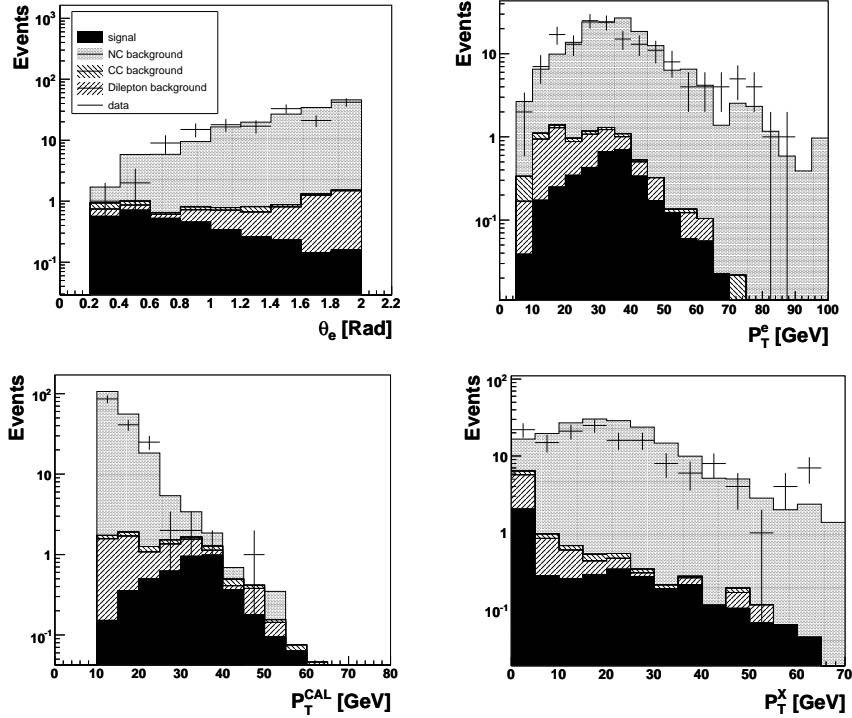 Events
10³
10²
10
1
10⁻¹
signal
NC background
CC background
Dilepton background
data
0 0.2 0.4 0.6 0.8 1 1.2 1.4 1.6 1.8 2 2.2
θe [Rad]
Events
10
1
10⁻¹
0 10 20 30 40 50 60 70 80 90 100
P_T^e [GeV]
Events
10²
10
1
10⁻¹
0 10 20 30 40 50 60 70 80
P_T^CAL [GeV]
Events
10²
10
1
10⁻¹
0 10 20 30 40 50 60 70
P_T^X [GeV]